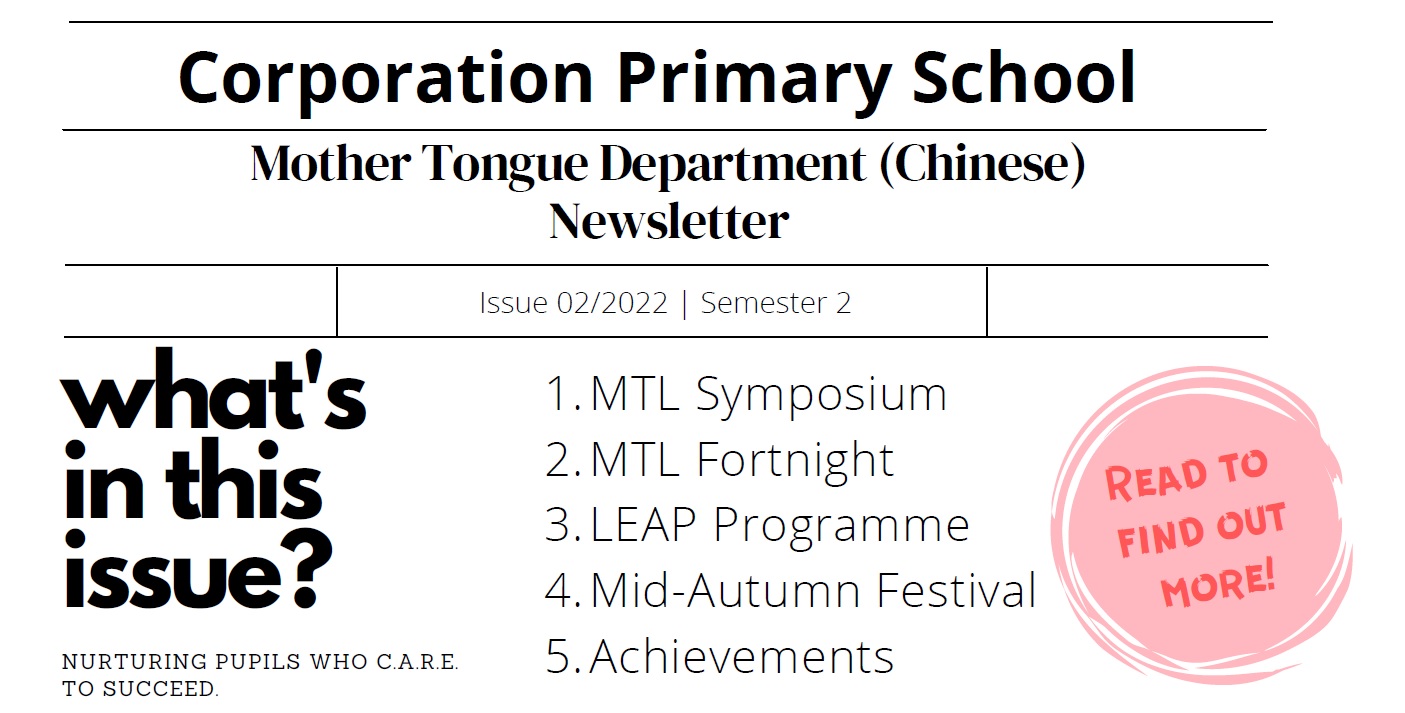 Corporation Primary School
Mother Tongue Department (Chinese)
Newsletter
Issue 02/2022 | Semester 2
what's
in this
issue?
NURTURING PUPILS WHO C.A.R.E.
TO SUCCEED.
1. MTL Symposium
2. MTL Fortnight
3. LEAP Programme
4. Mid-Autumn Festival
5. Achievements
READ TO
FIND OUT
MORE!